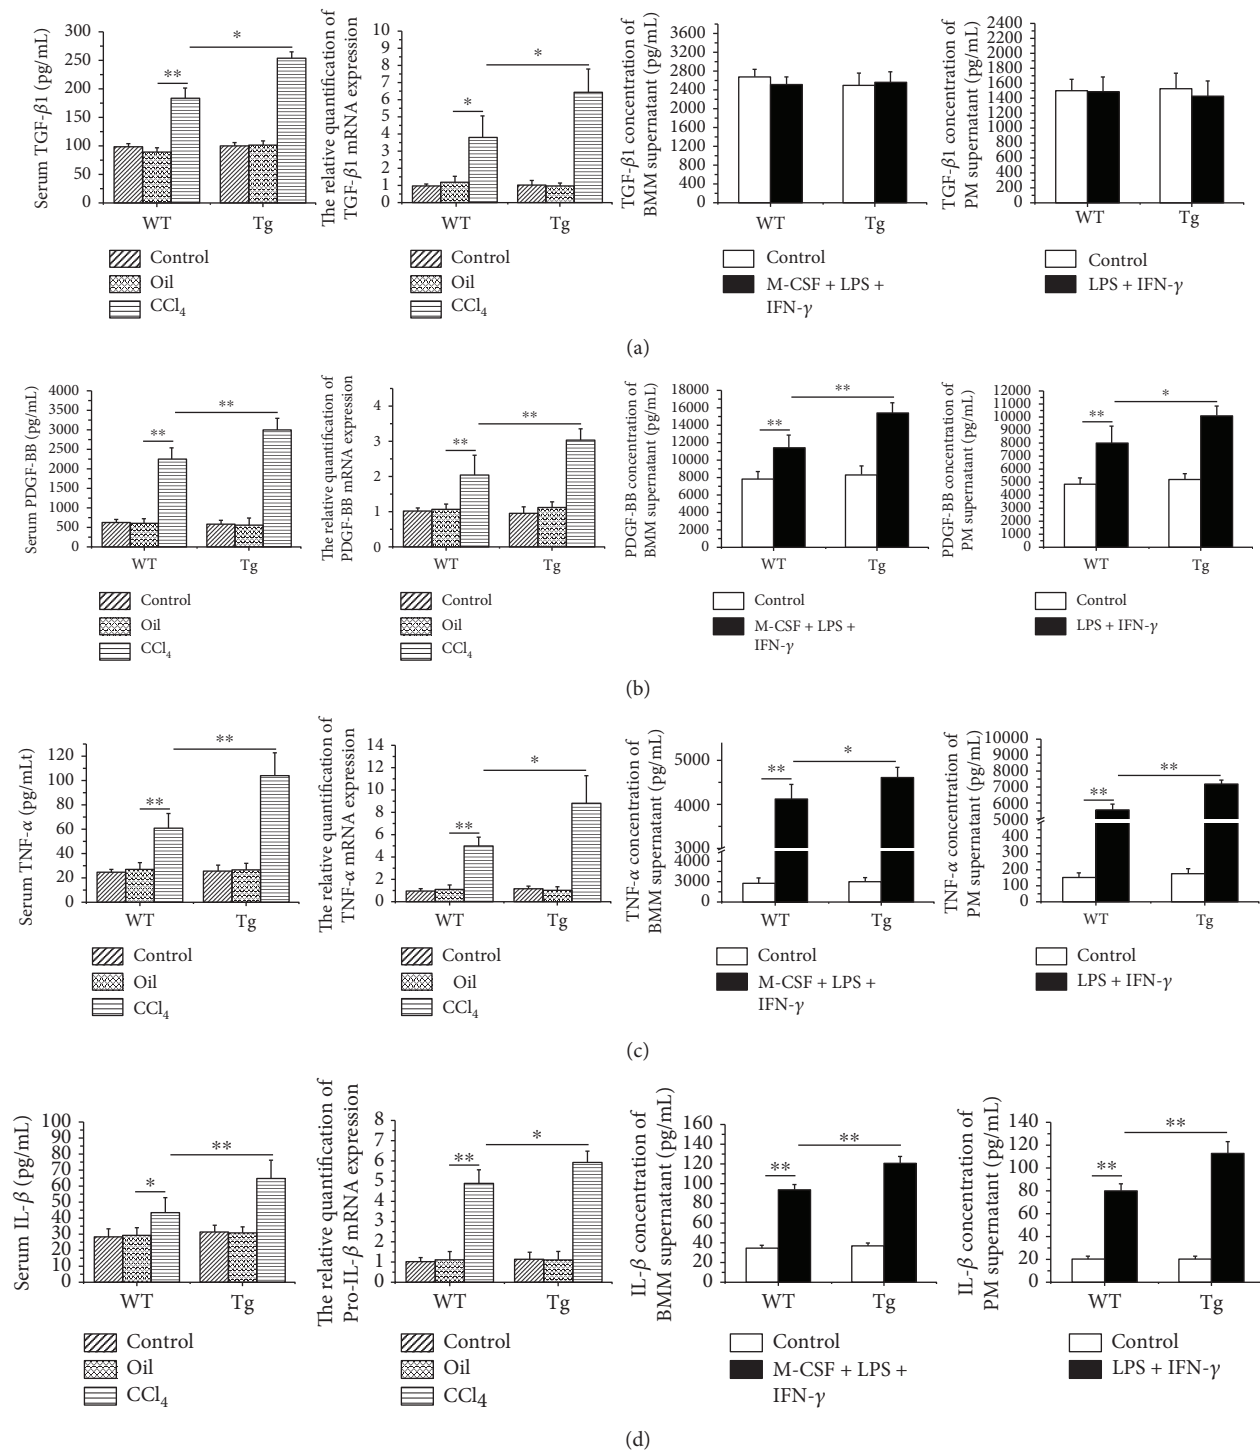 Serum TGF-β1 (pg/mL)
300
250
200
150
100
50
0
**
*
WT
Tg
Control
Oil
CCl4
The relative quantification of
TGF-β1 mRNA expression
10
9
8
7
6
5
4
3
2
1
0
*
*
WT
Tg
Control
Oil
CCl4
TGF-β1 concentration of
BMM supernatant (pg/mL)
3600
3200
2800
2400
2000
1600
1200
800
400
0
WT
Tg
Control
M-CSF + LPS +
IFN-γ
TGF-β1 concentration of
PM supernatant (pg/mL)
2400
2200
2000
1800
1600
1400
1200
1000
800
600
400
200
0
WT
Tg
Control
LPS + IFN-γ
(a)
Serum PDGF-BB (pg/mL)
4000
3500
3000
2500
2000
1500
1000
500
0
**
**
WT
Tg
Control
Oil
CCl4
The relative quantification of
PDGF-BB mRNA expression
4
3
2
1
0
**
**
WT
Tg
Control
Oil
CCl4
PDGF-BB concentration of
BMM supernatant (pg/mL)
18000
16000
14000
12000
10000
8000
6000
4000
2000
0
**
**
WT
Tg
Control
M-CSF + LPS +
IFN-γ
PDGF-BB concentration of
PM supernatant (pg/mL)
12000
11000
10000
9000
8000
7000
6000
5000
4000
3000
2000
1000
0
**
*
WT
Tg
Control
LPS + IFN-γ
(b)
Serum TNF-α (pg/mLt)
120
100
80
60
40
20
0
**
**
WT
Tg
Control
Oil
CCl4
The relative quantification of
TNF-α mRNA expression
14
12
10
8
6
4
2
0
**
*
WT
Tg
Control
Oil
CCl4
TNF-α concentration of
BMM supernatant (pg/mL)
5000
4000
3000
4000
3000
0
**
*
WT
Tg
Control
M-CSF + LPS +
IFN-γ
TNF-α concentration of
PM supernatant (pg/mL)
10000
9000
8000
7000
6000
5000
400
300
200
100
0
**
**
WT
Tg
Control
LPS + IFN-γ
(c)
Serum IL-β (pg/mL)
100
90
80
70
60
50
40
30
20
10
0
*
**
WT
Tg
Control
Oil
CCl4
The relative quantification of
Pro-IL-β mRNA expression
8
7
6
5
4
3
2
1
0
**
*
WT
Tg
Control
Oil
CCl4
IL-β concentration of
BMM supernatant (pg/mL)
160
140
120
100
80
60
40
20
0
**
**
WT
Tg
Control
M-CSF + LPS +
IFN-γ
IL-β concentration of
PM supernatant (pg/mL)
140
120
100
80
60
40
20
0
**
**
WT
Tg
Control
LPS + IFN-γ
(d)